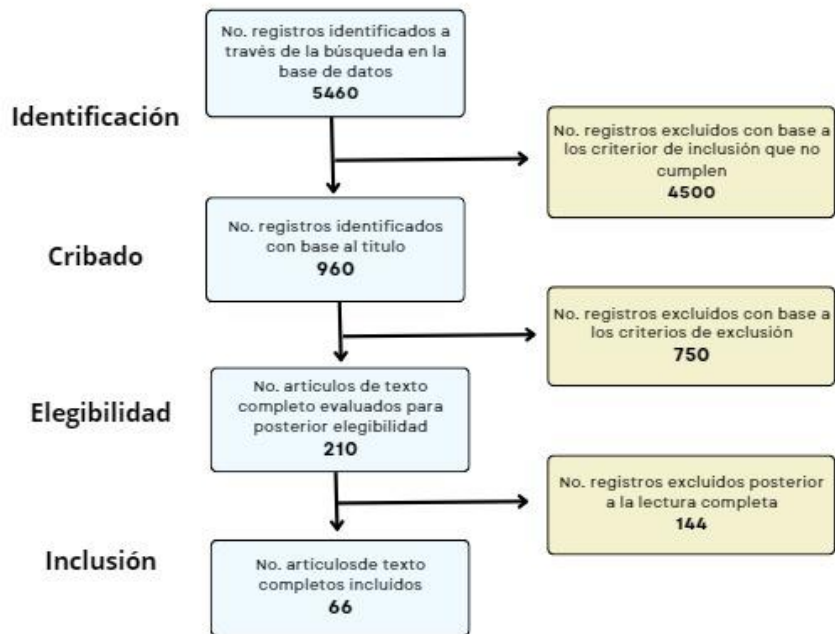 No. registros identificados a
través de la búsqueda en la
base de datos
5460
Identificación
No. registros excluidos con base a
los criterior de inclusión que no
cumplen
4500
No. registros identificados
con base al titulo
960
Cribado
No. registros excluidos con base a
los criterios de exclusión
750
No. artículos de texto
completo evaluados para
posterior elegibilidad
210
Elegibilidad
No. registros excluidos posterior
a la lectura completa
144
No. artículosde texto
completos incluidos
66
Inclusión